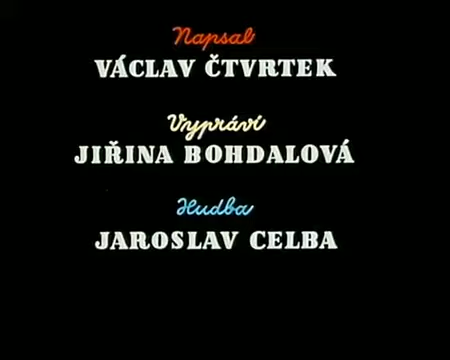 Napsal
VÁCLAV ČTVRTEK
Vypráví
JIŘINA BOHDALOVÁ
Hudba
JAROSLAV CELBA